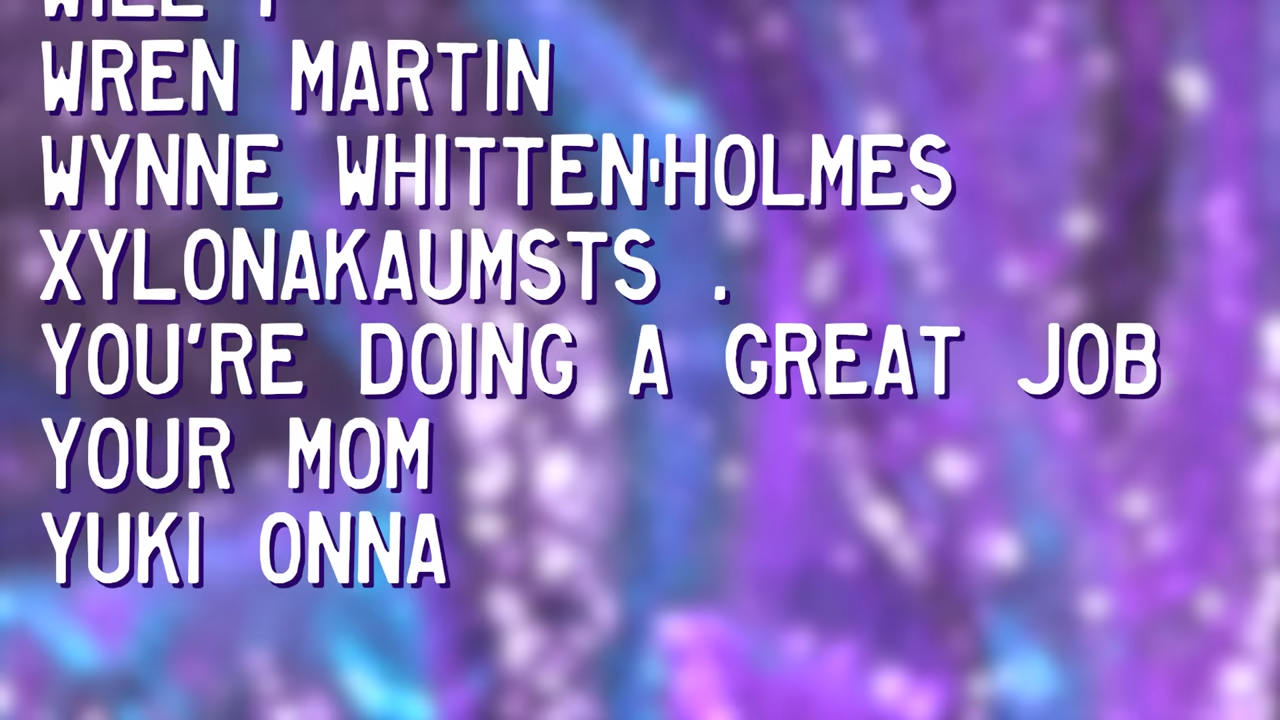 WREN MARTIN
WYNNE WHITTEN-HOLMES
XYLONAKAUMSTS .
YOU'RE DOING A GREAT JOB
YOUR MOM
YUKI ONNA